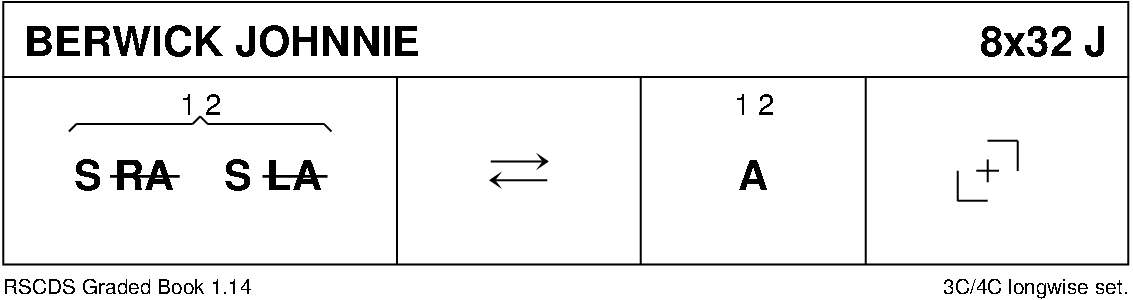 BERWICK JOHNNIE 8x32 J
1 2 1 2
S RA S LA A
RSCDS Graded Book 1.14 3C/4C longwise set.